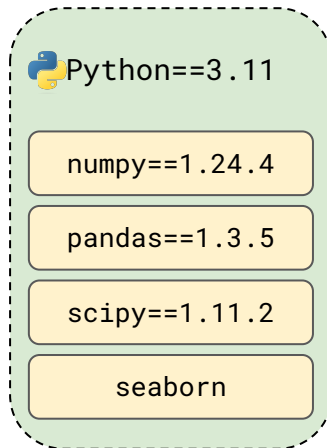 Python==3.11
numpy==1.24.4
pandas==1.3.5
scipy==1.11.2
seaborn